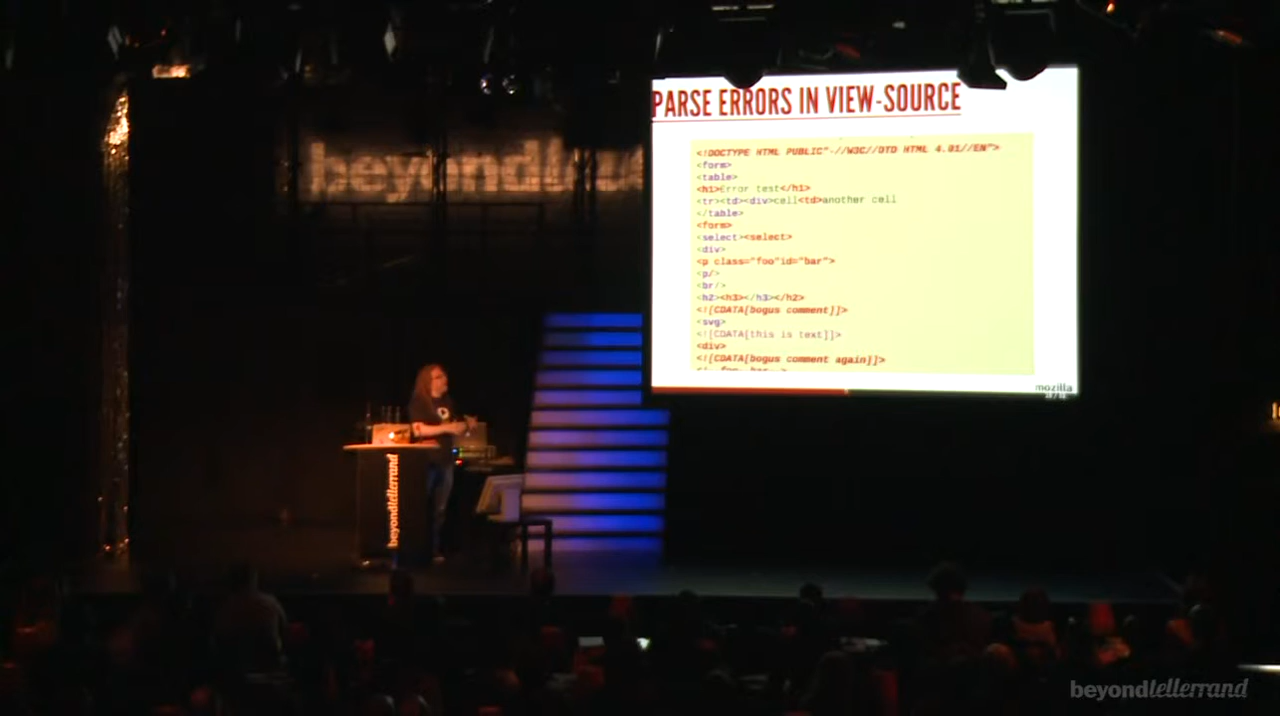 PARSE ERRORS IN VIEW-SOURCE
<!DOCTYPE HTML PUBLIC"-//W3C//DTD HTML 4.01//EN">
<form>
<table>
<h1>Error test</h1>
<tr><td><div>cell<td>another cell
</table>
<form>
<select><select>
<div>
<p class="foo"id="bar">
<p/>
<br/>
<h2><h3></h3></h2>
<![CDATA[bogus comment]]>
<svg>
<![CDATA[this is text]]>
<div>
<![CDATA[bogus comment again]]>
mozilla
beyondtellerrand
beyondtellerrand